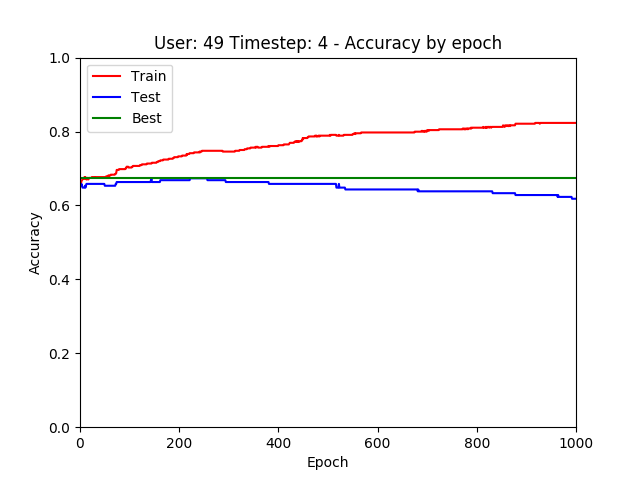 User: 49 Timestep: 4 - Accuracy by epoch
1.0
Train
Test
Best
0.8
0.6
Accuracy
0.4
0.2
0.0
0 200 400 600 800 1000
Epoch